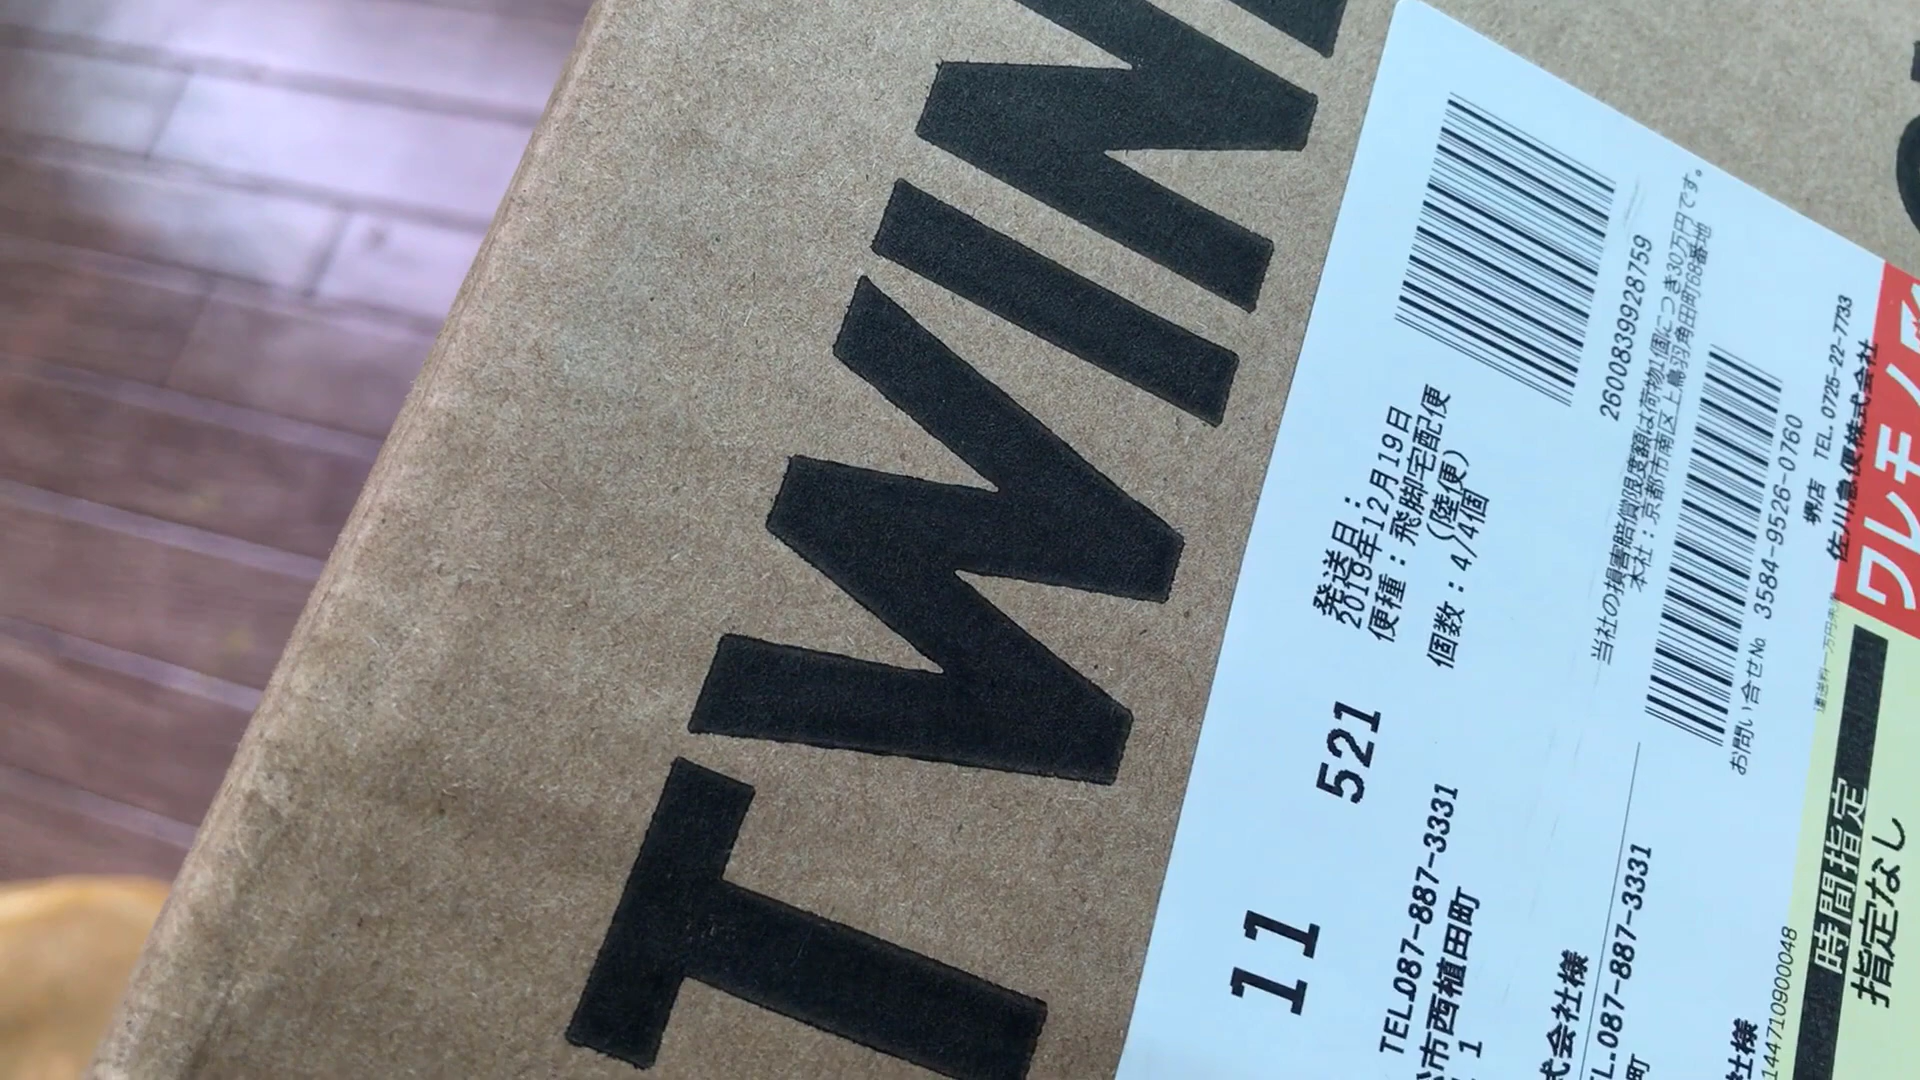 TWIN
発送日:
2019年12月19日
便種:飛脚宅配便
(陸便)
個数:4/4個
11 521
TEL.087-887-3331
市西植田町
1
2600839928759
当社の損害賠償限度額は荷物1個につき30万円です。
本社:京都市南区上鳥羽角田町68番地
式会社様
.087-887-3331
町
お問い合せNo. 3584-9526-0760
堺店 TEL. 0725-22-7733
佐川急便株式会社
ワレモノ
時間指定
指定なし
社様
144710900048